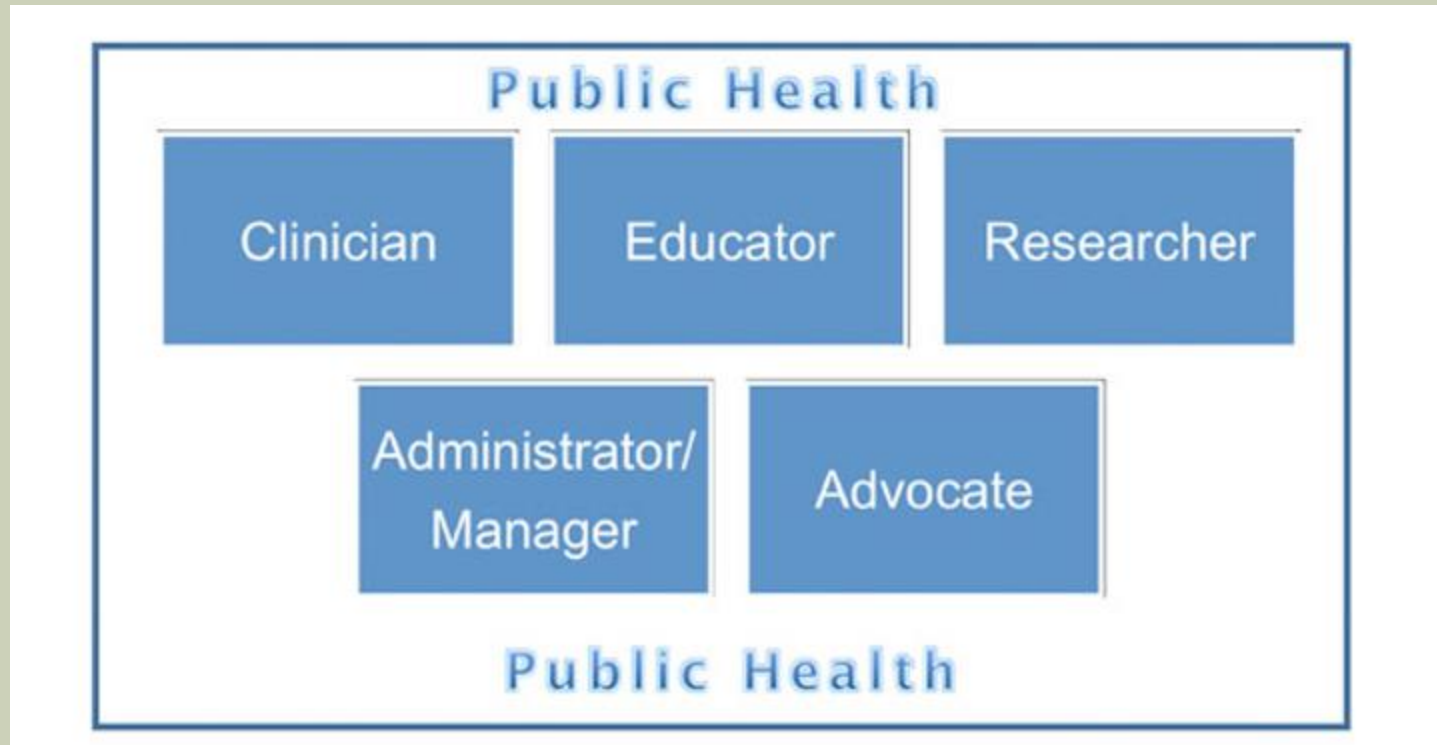 Public Health
Clinician
Educator
Researcher
Administrator/
Manager
Advocate
Public Health